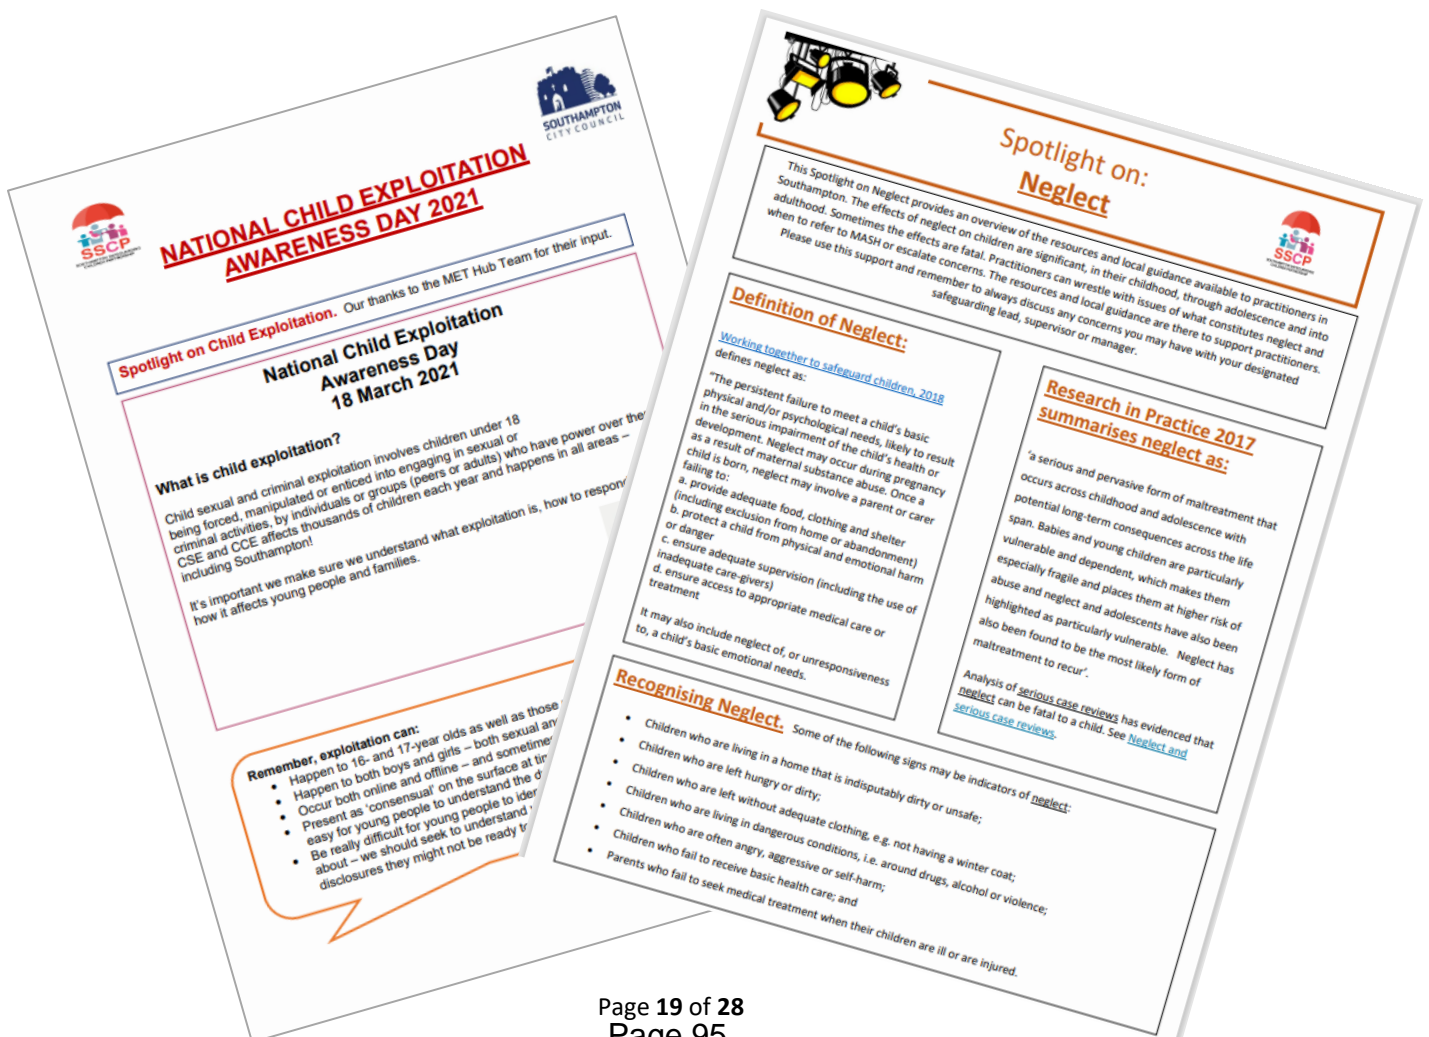 SOUTHAMPTON
CITY COUNCIL
SSCP
NATIONAL CHILD EXPLOITATION
AWARENESS DAY 2021
Spotlight on Child Exploitation. Our thanks to the MET Hub Team for their input.
National Child Exploitation
Awareness Day
18 March 2021
What is child exploitation?
Child sexual and criminal exploitation involves children under 18
being forced, manipulated or enticed into engaging in sexual or
criminal activities, by individuals or groups (peers or adults) who have power over
CSE and CCE affects thousands of children each year and happens in all areas –
including Southampton!
It's important we make sure we understand what exploitation is, how to
how it affects young people and families.
Remember, exploitation can:
• Happen to 16- and 17-year olds as well as those
• Happen to both boys and girls – both sexual
• Occur both online and offline – and
• Present as 'consensual' on the surface at
easy for young people to understand the
• Be really difficult for young people to
about – we should seek to understand
disclosures they might not be ready
Spotlight on:
Neglect
SSCP
This Spotlight on Neglect provides an overview of the resources and local guidance available to practitioners in
Southampton. The effects of neglect on children are significant, in their childhood, through adolescence and into
adulthood. Sometimes the effects are fatal. Practitioners can wrestle with issues of what constitutes neglect and
when to refer to MASH or escalate concerns. The resources and local guidance are there to support practitioners.
Please use this support and remember to always discuss any concerns you may have with your designated
safeguarding lead, supervisor or manager.
Definition of Neglect:
Working together to safeguard children, 2018
defines neglect as:
"The persistent failure to meet a child's basic
physical and/or psychological needs, likely to result
in the serious impairment of the child's health or
development. Neglect may occur during pregnancy
as a result of maternal substance abuse. Once a
child is born, neglect may involve a parent or carer
failing to:
a. provide adequate food, clothing and shelter
(including exclusion from home or abandonment)
b. protect a child from physical and emotional harm
or danger
c. ensure adequate supervision (including the use of
inadequate care-givers)
d. ensure access to appropriate medical care or
treatment
It may also include neglect of, or unresponsiveness
to, a child's basic emotional needs.
Research in Practice 2017
summarises neglect as:
'a serious and pervasive form of maltreatment that
occurs across childhood and adolescence with
potential long-term consequences across the life
span. Babies and young children are particularly
vulnerable and dependent, which makes them
especially fragile and places them at higher risk of
abuse and neglect and adolescents have also been
highlighted as particularly vulnerable. Neglect has
also been found to be the most likely form of
maltreatment to recur'.
Analysis of serious case reviews has evidenced that
neglect can be fatal to a child. See Neglect and
serious case reviews.
Recognising Neglect. Some of the following signs may be indicators of neglect:
• Children who are living in a home that is indisputably dirty or unsafe;
• Children who are left hungry or dirty;
• Children who are left without adequate clothing, e.g. not having a winter coat;
• Children who are living in dangerous conditions, i.e. around drugs, alcohol or violence;
• Children who are often angry, aggressive or self-harm;
• Children who fail to receive basic health care; and
• Parents who fail to seek medical treatment when their children are ill or are injured.
Page 19 of 28
Page 95